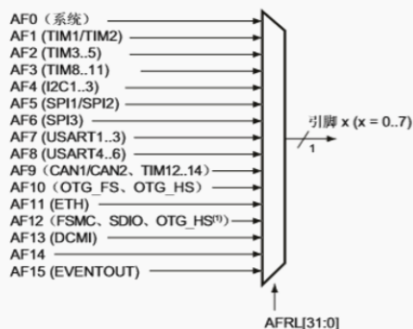 AF0（系统）
AF1 (TIM1/TIM2)
AF2 (TIM3..5)
AF3 (TIM8..11)
AF4 (I2C1..3)
AF5 (SPI1/SPI2)
AF6 (SPI3)
AF7 (USART1..3)
AF8 (USART4..6)
AF9（CAN1/CAN2、TIM12..14）
AF10（OTG_FS、OTG_HS）
AF11 (ETH)
AF12（FSMC、SDIO、OTG_HS(1)）
AF13 (DCMI)
AF14
AF15 (EVENTOUT)
引脚 x (x = 0..7)
1
AFRL[31:0]